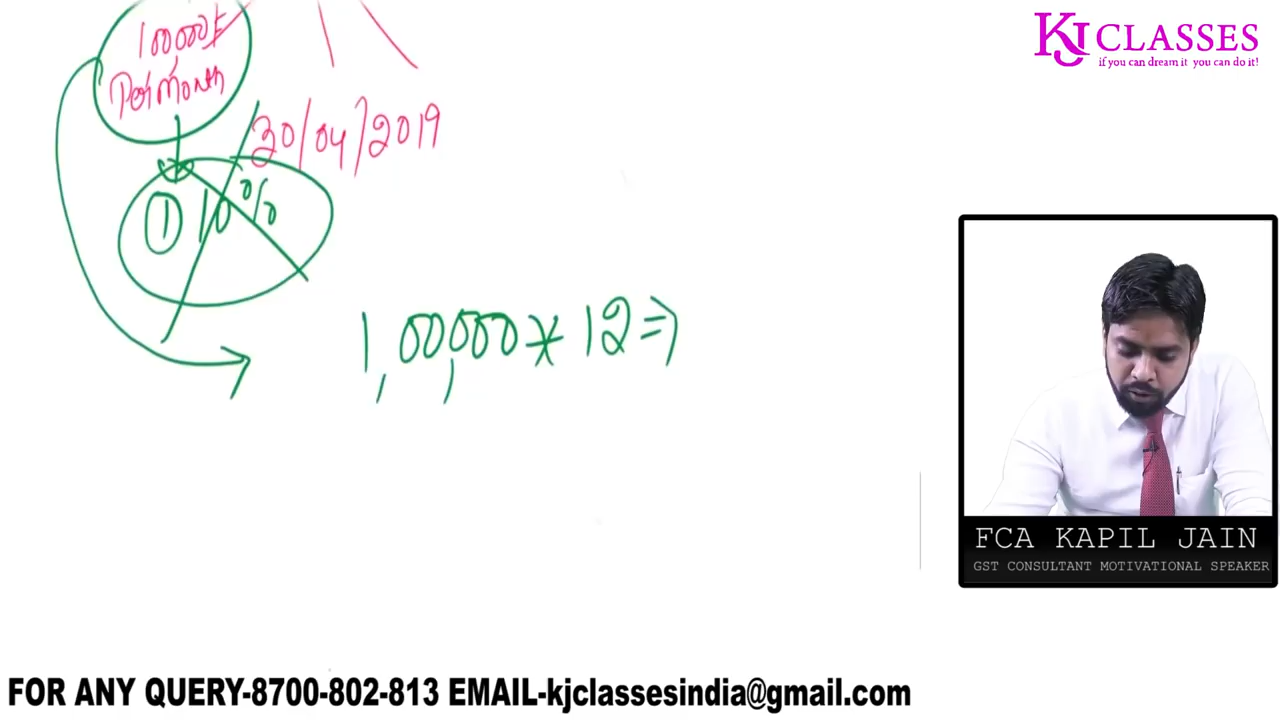 KJ CLASSES
if you can dream it you can do it!
100,000/-
Per month
30/04/2019
① 10%
1,00,000 * 12 ⇒
FCA KAPIL JAIN
GST CONSULTANT MOTIVATIONAL SPEAKER
FOR ANY QUERY-8700-802-813 EMAIL-kjclassesindia@gmail.com